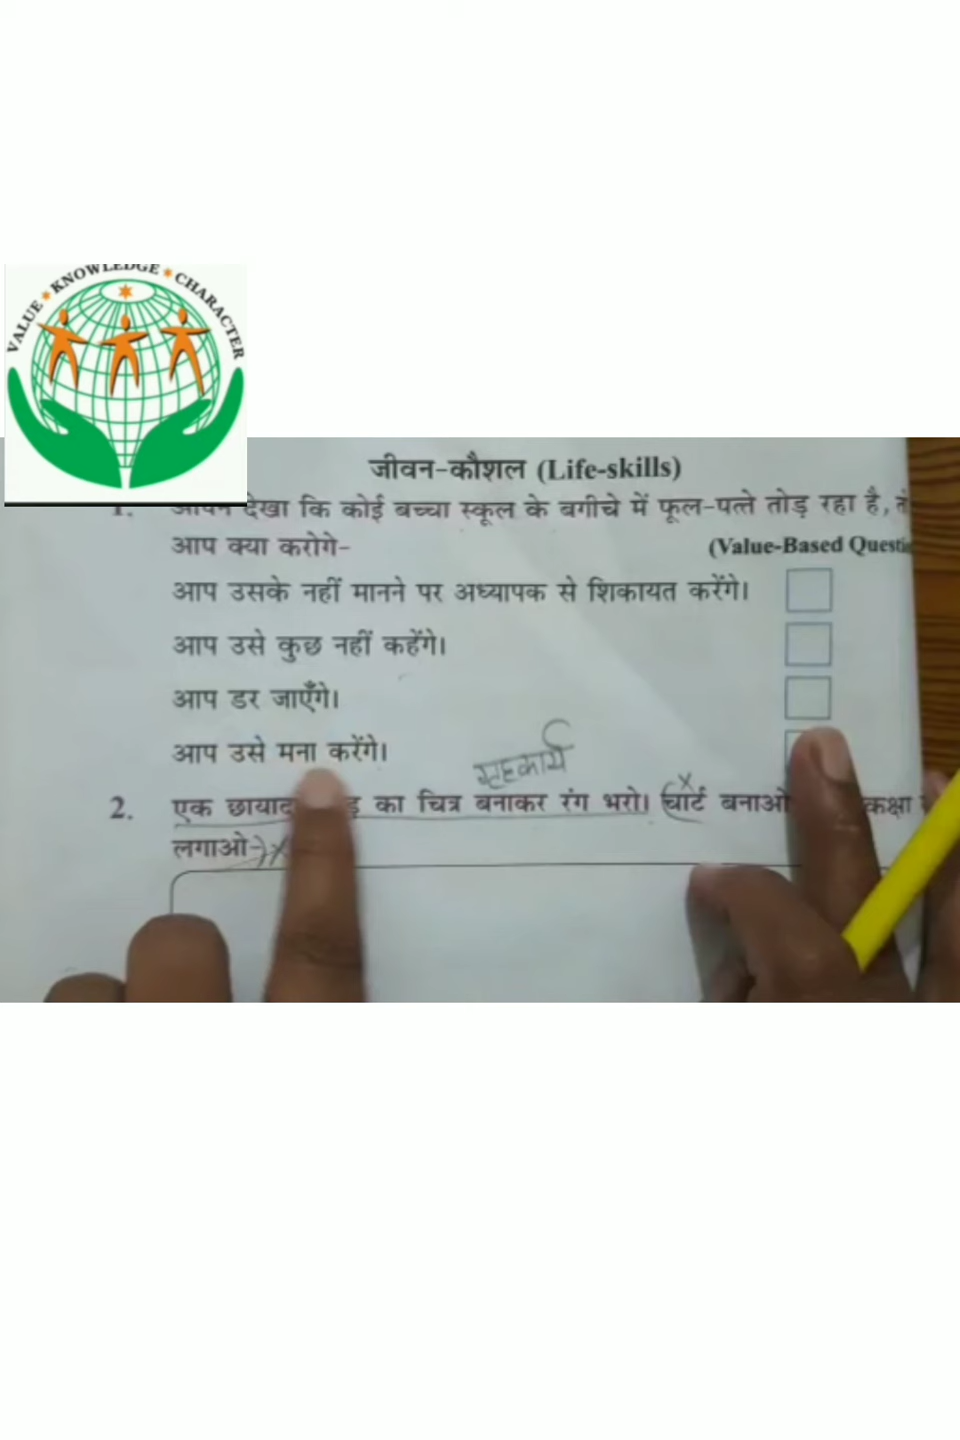 VALUE ★ KNOWLEDGE ★ CHARACTER
जीवन-कौशल (Life-skills)
1. आपने देखा कि कोई बच्चा स्कूल के बगीचे में फूल-पत्ते तोड़ रहा है,
आप क्या करोगे-
(Value-Based
आप उसके नहीं मानने पर अध्यापक से शिकायत करेंगे।
आप उसे कुछ नहीं कहेंगे।
आप डर जाएँगे।
आप उसे मना करेंगे।
गृहकार्य
2. एक का चित्र बनाकर रंग भरो। (चार्ट बनाओ कक्षा
लगाओ-)×